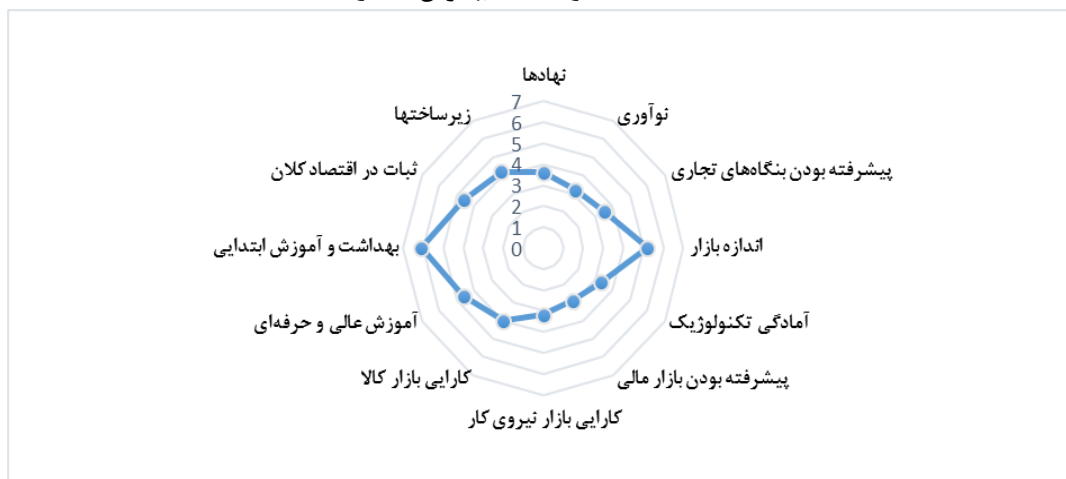 نهادها
نوآوری
پیشرفته بودن بنگاه‌های تجاری
اندازه بازار
آمادگی تکنولوژیک
پیشرفته بودن بازار مالی
کارایی بازار نیروی کار
کارایی بازار کالا
آموزش عالی و حرفه‌ای
بهداشت و آموزش ابتدایی
ثبات در اقتصاد کلان
زیرساختها
7
6
5
4
3
2
1
0